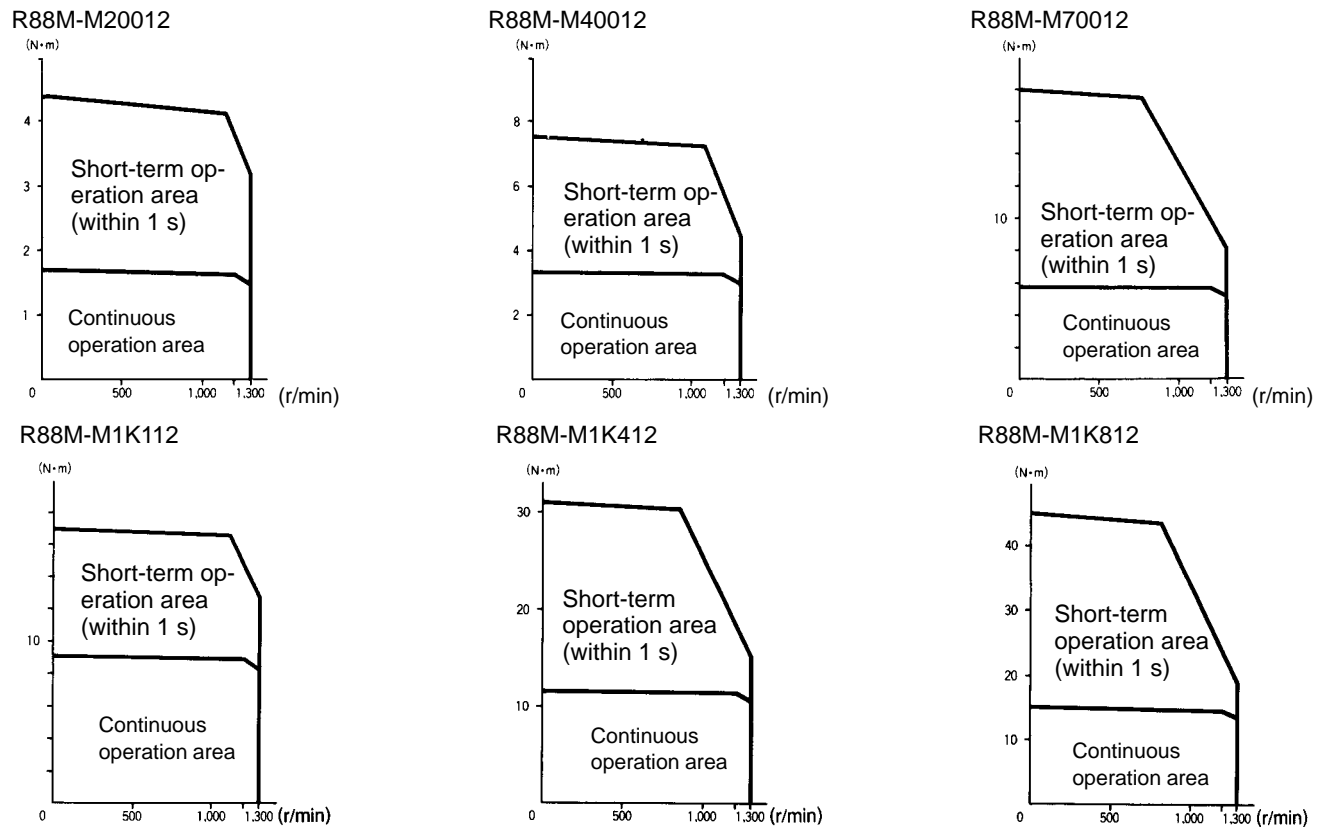 R88M-M20012
(N·m)
4
3
2
1
0
500
1,000
1,300
(r/min)
Short-term op-
eration area
(within 1 s)
Continuous
operation area
R88M-M40012
(N·m)
8
6
4
2
0
500
1,000
1,300
(r/min)
Short-term op-
eration area
(within 1 s)
Continuous
operation area
R88M-M70012
(N·m)
10
0
500
1,000
1,300
(r/min)
Short-term op-
eration area
(within 1 s)
Continuous
operation area
R88M-M1K112
(N·m)
10
0
500
1,000
1,300
(r/min)
Short-term op-
eration area
(within 1 s)
Continuous
operation area
R88M-M1K412
(N·m)
30
20
10
0
500
1,000
1,300
(r/min)
Short-term
operation area
(within 1 s)
Continuous
operation area
R88M-M1K812
(N·m)
40
30
20
10
0
500
1,000
1,300
(r/min)
Short-term
operation area
(within 1 s)
Continuous
operation area